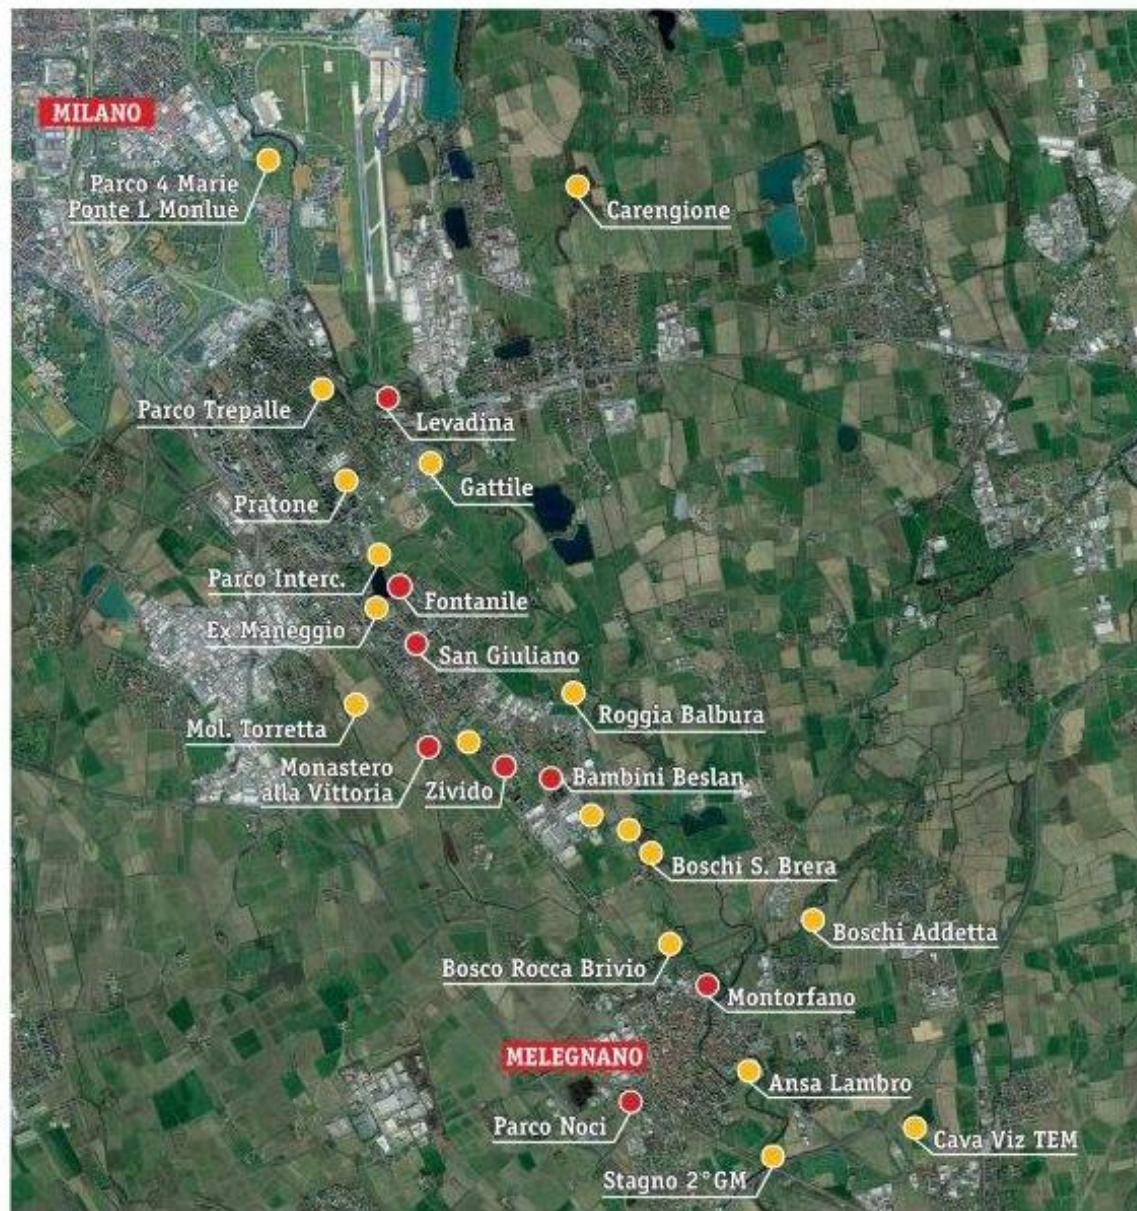 MILANO
Parco 4 Marie
Ponte L Monluè
Carengione
Parco Trepalle
Levadina
Gattile
Pratone
Parco Interc.
Fontanile
Ex Maneggio
San Giuliano
Roggia Balbura
Mol. Torretta
Monastero
alla Vittoria
Zivido
Bambini Beslan
Boschi S. Brera
Boschi Addetta
Bosco Rocca Brivio
Montorfano
MELEGNANO
Ansa Lambro
Parco Noci
Cava Viz TEM
Stagno 2°GM